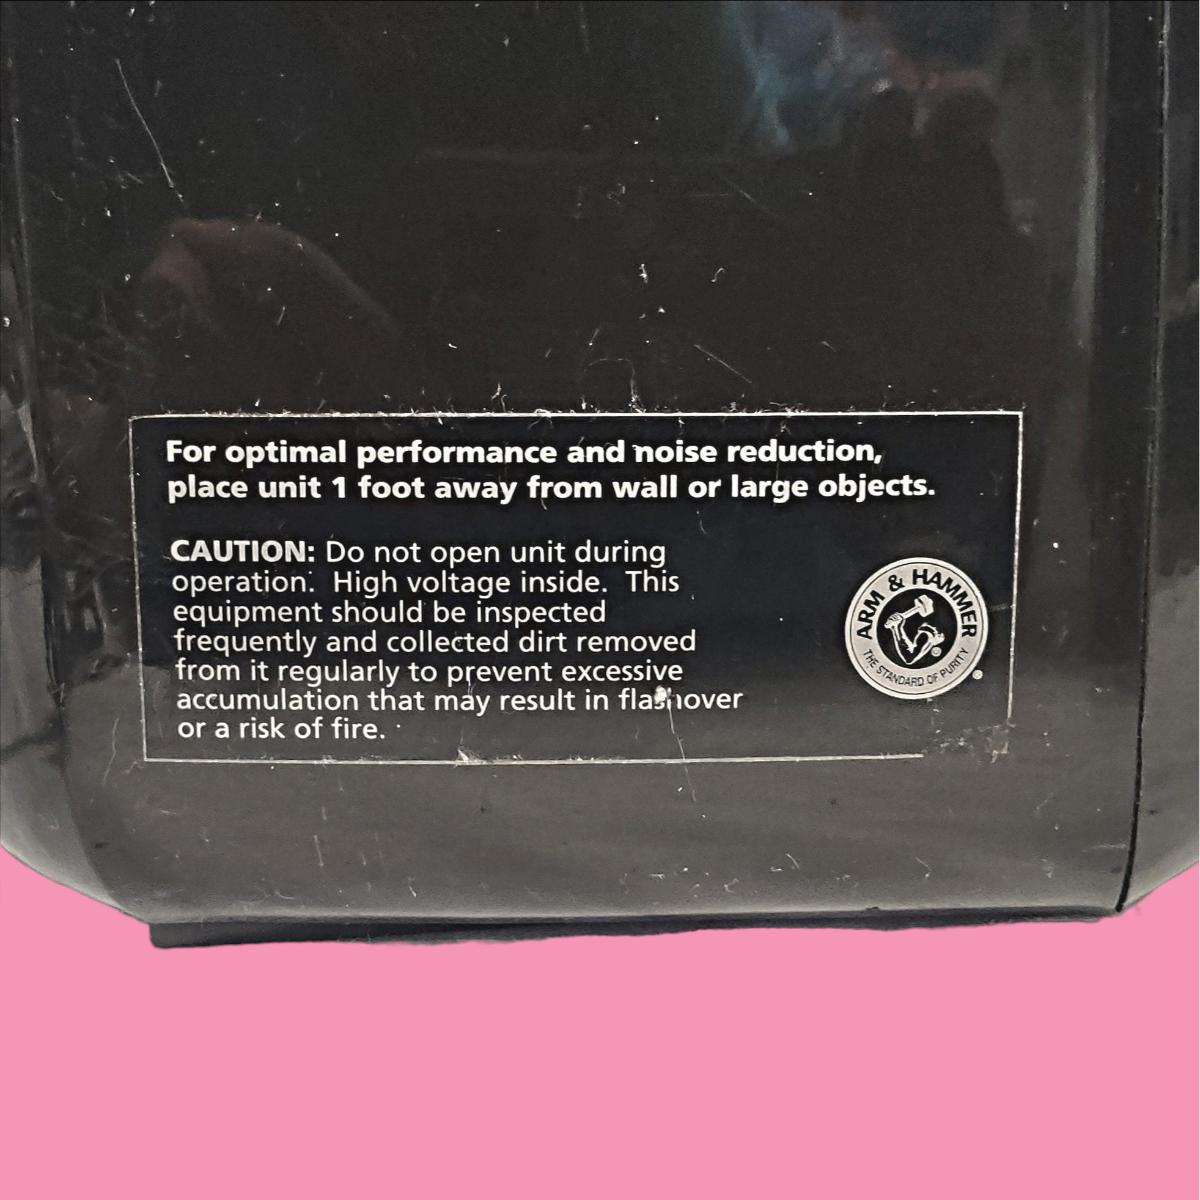 For optimal performance and noise reduction,
place unit 1 foot away from wall or large objects.
CAUTION: Do not open unit during
operation. High voltage inside. This
equipment should be inspected
frequently and collected dirt removed
from it regularly to prevent excessive
accumulation that may result in flashover
or a risk of fire.
ARM & HAMMER
THE STANDARD OF PURITY
®
®